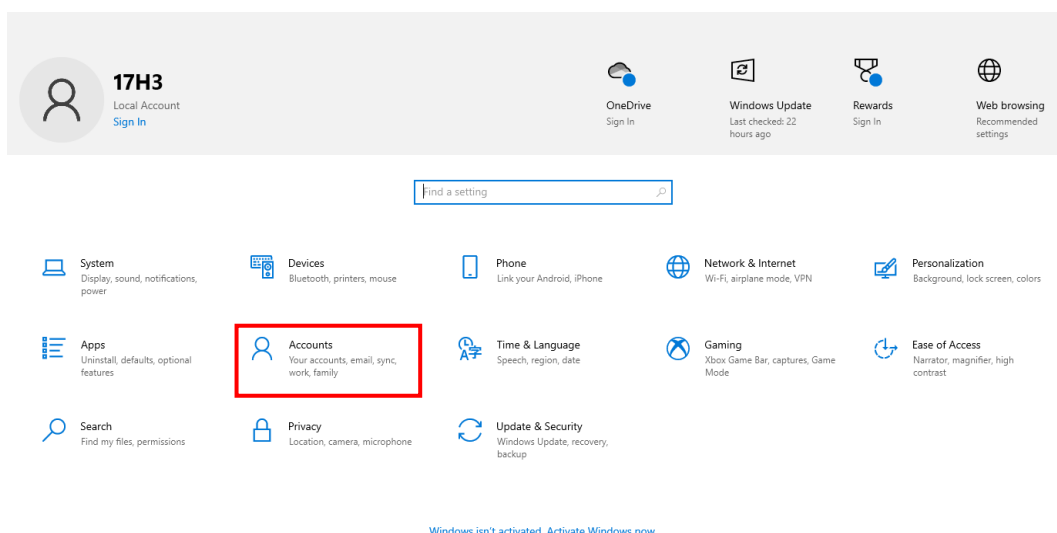 17H3
Local Account
Sign In
OneDrive
Sign In
Windows Update
Last checked: 22
hours ago
Rewards
Sign In
Web browsing
Recommended
settings
Find a setting
System
Display, sound, notifications,
power
Devices
Bluetooth, printers, mouse
Phone
Link your Android, iPhone
Network & Internet
Wi-Fi, airplane mode, VPN
Personalization
Background, lock screen, colors
Apps
Uninstall, defaults, optional
features
Accounts
Your accounts, email, sync,
work, family
Time & Language
Speech, region, date
Gaming
Xbox Game Bar, captures, Game
Mode
Ease of Access
Narrator, magnifier, high
contrast
Search
Find my files, permissions
Privacy
Location, camera, microphone
Update & Security
Windows Update, recovery,
backup
Windows isn't activated. Activate Windows now.